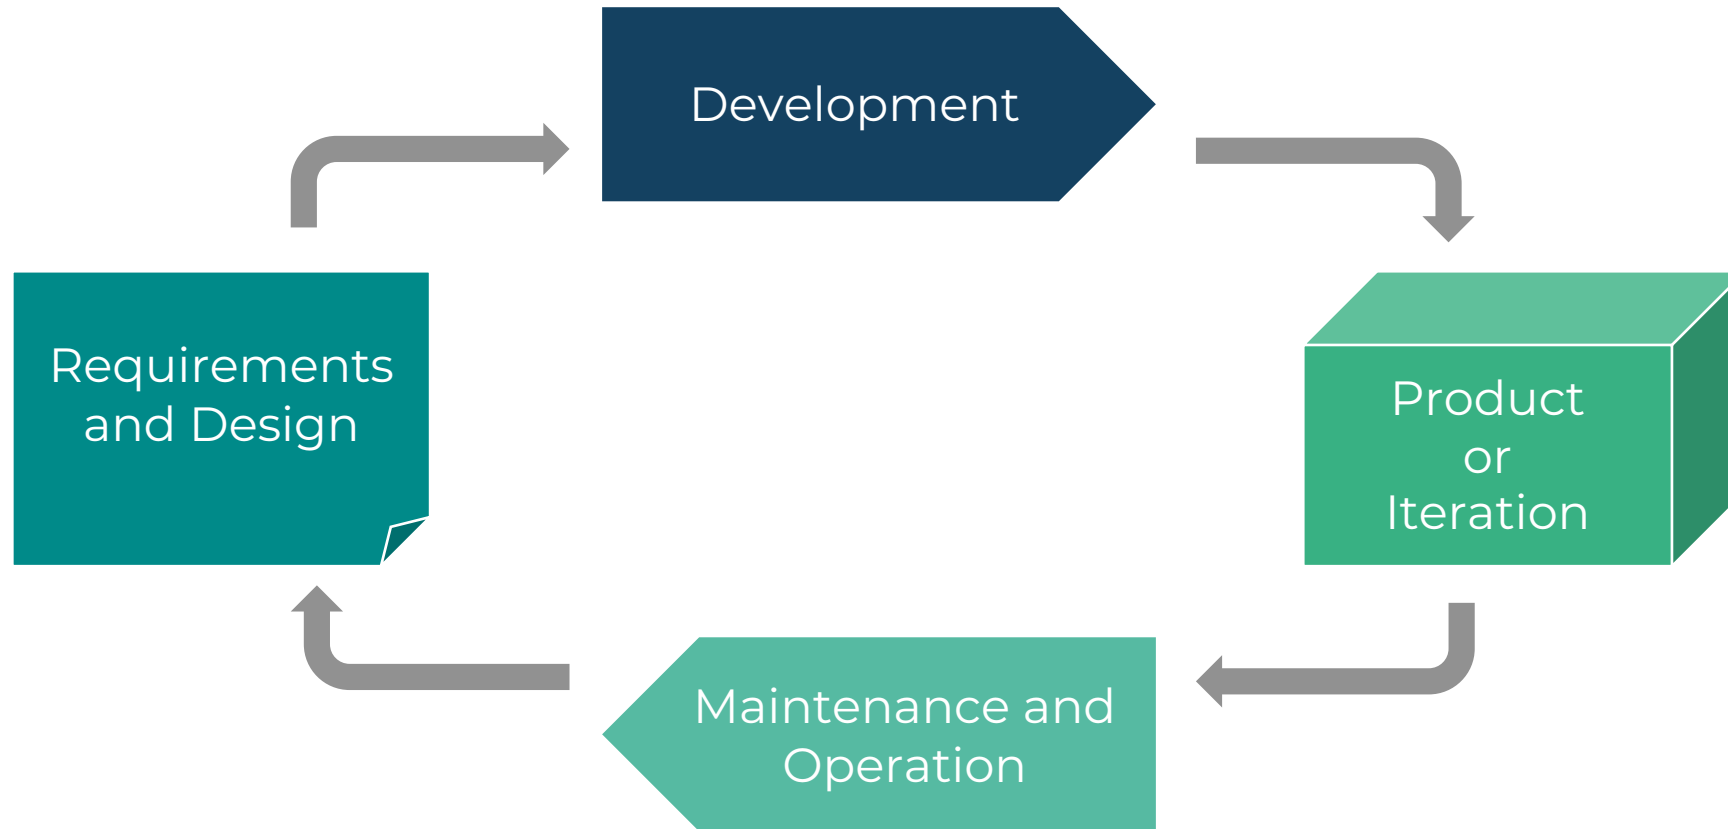 Development
Requirements
and Design
Product
or
Iteration
Maintenance and
Operation